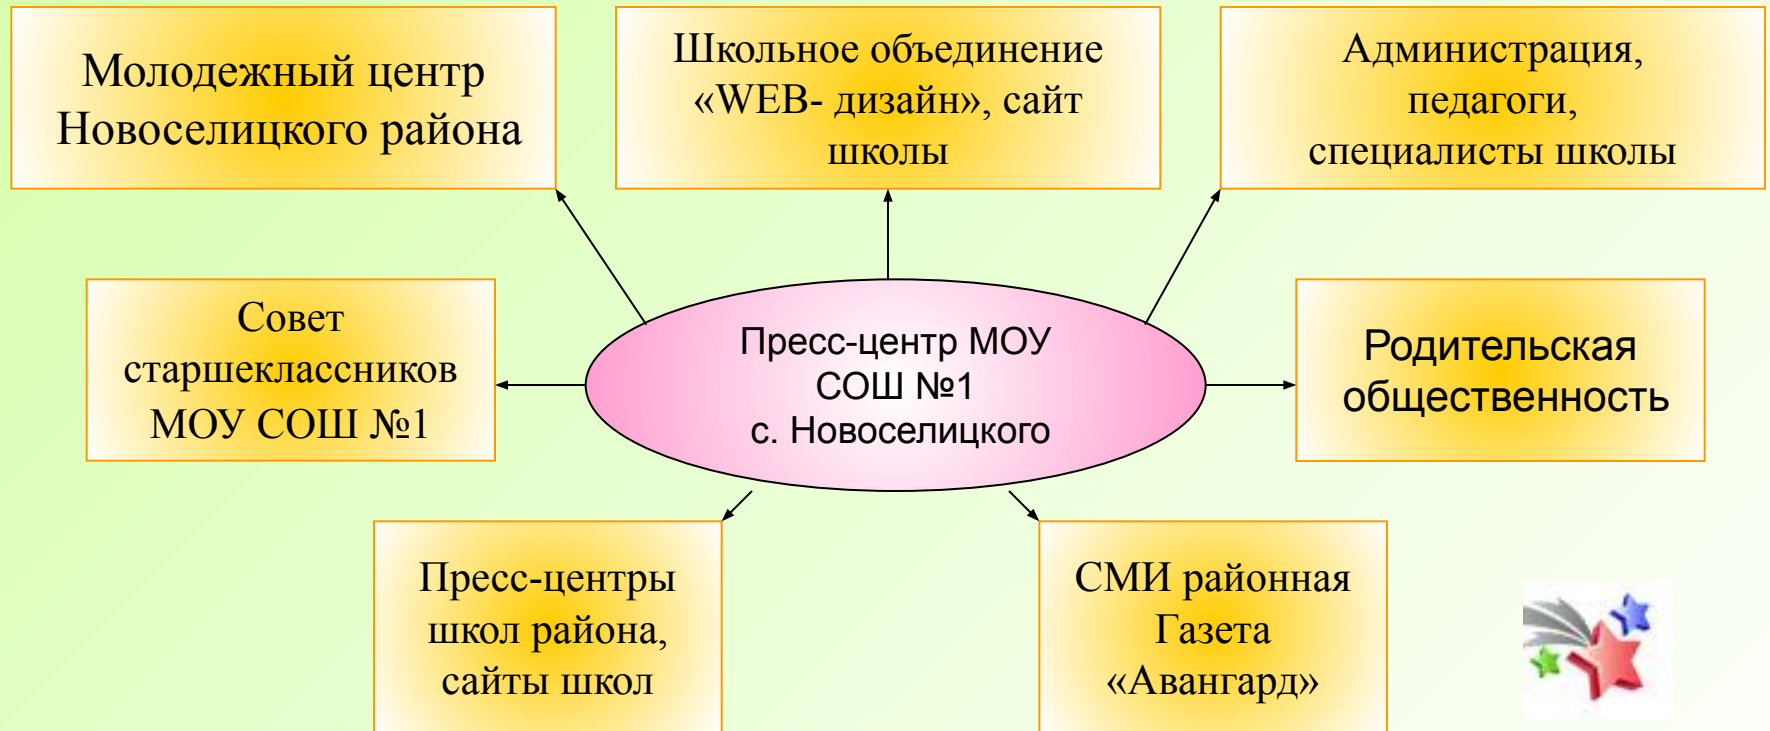 Молодежный центр
Новоселицкого района
Школьное объединение
«WEB- дизайн», сайт
школы
Администрация,
педагоги,
специалисты школы
Совет
старшеклассников
МОУ СОШ №1
Пресс-центр МОУ
СОШ №1
с. Новоселицкого
Родительская
общественность
Пресс-центры
школ района,
сайты школ
СМИ районная
Газета
«Авангард»